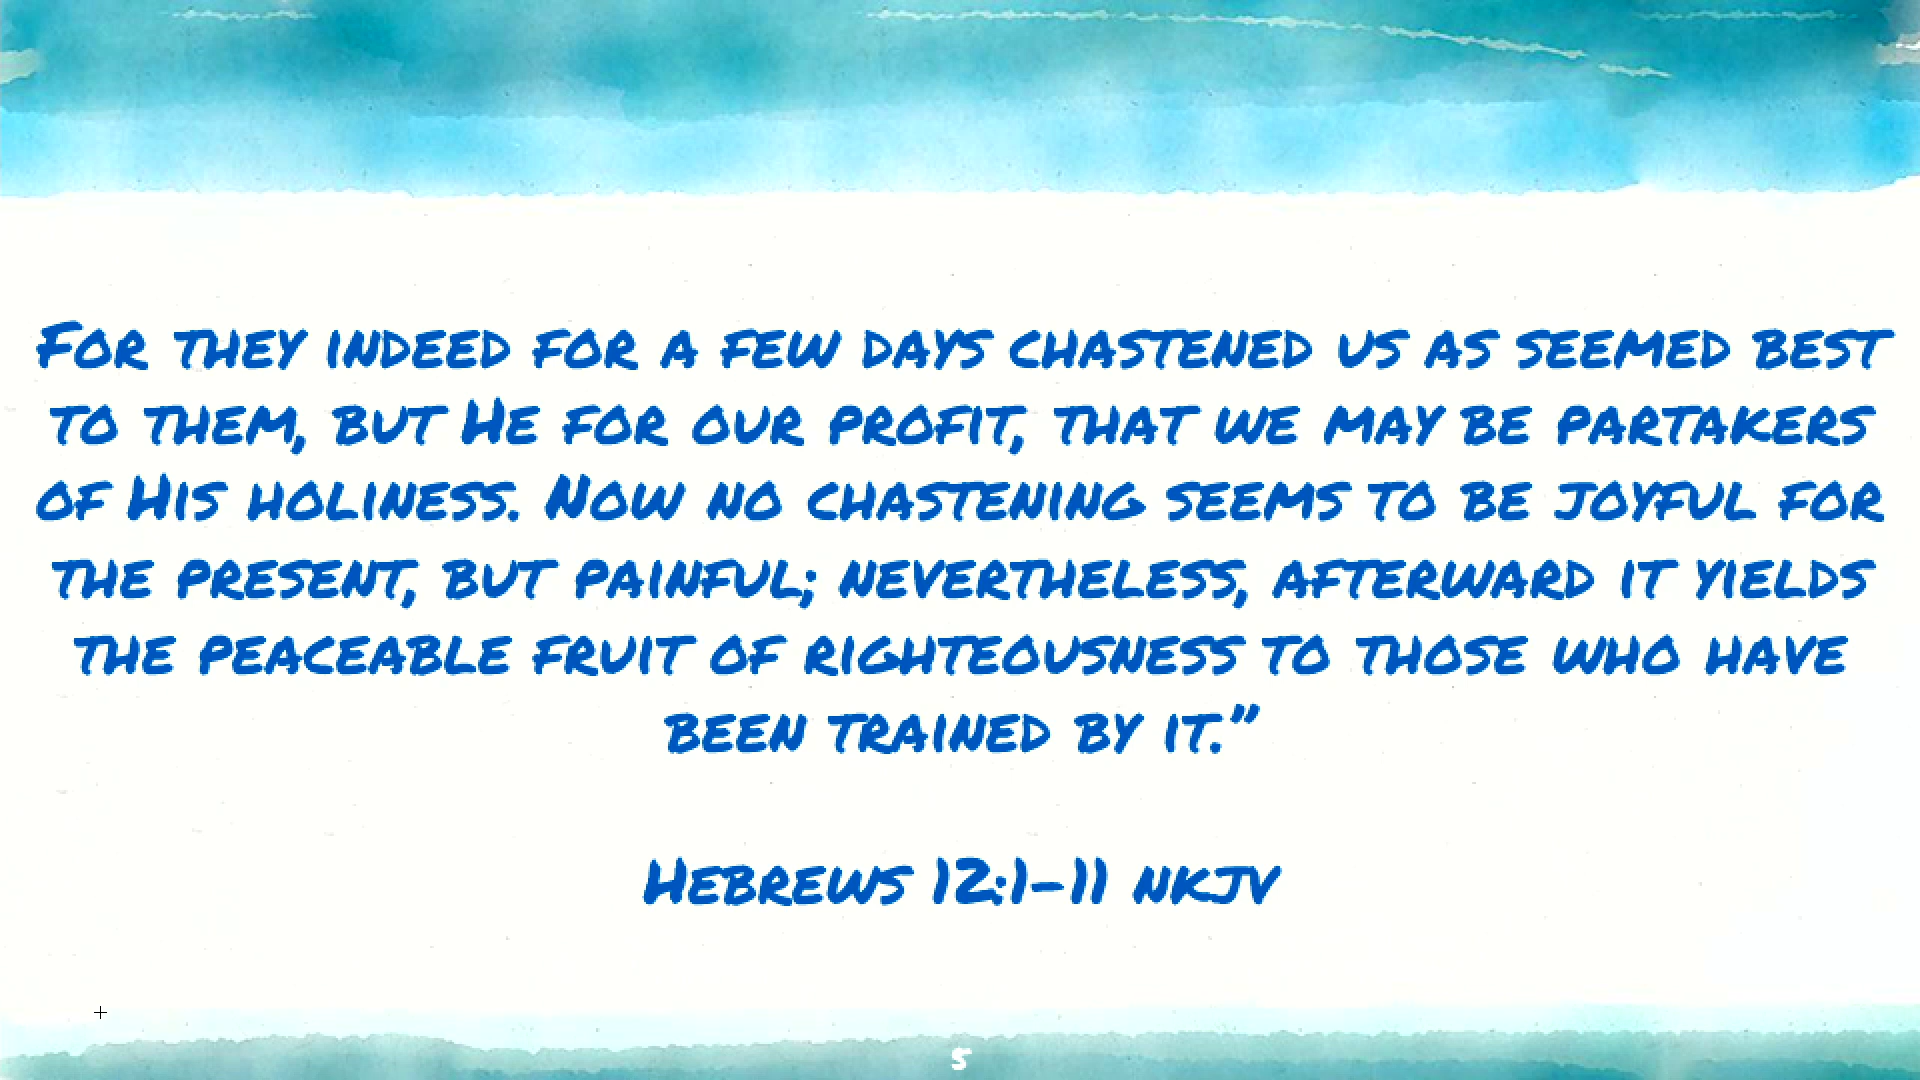 For they indeed for a few days chastened us as seemed best
to them, but He for our profit, that we may be partakers
of His holiness. Now no chastening seems to be joyful for
the present, but painful; nevertheless, afterward it yields
the peaceable fruit of righteousness to those who have
been trained by it.”
Hebrews 12:1-11 NKJV
5